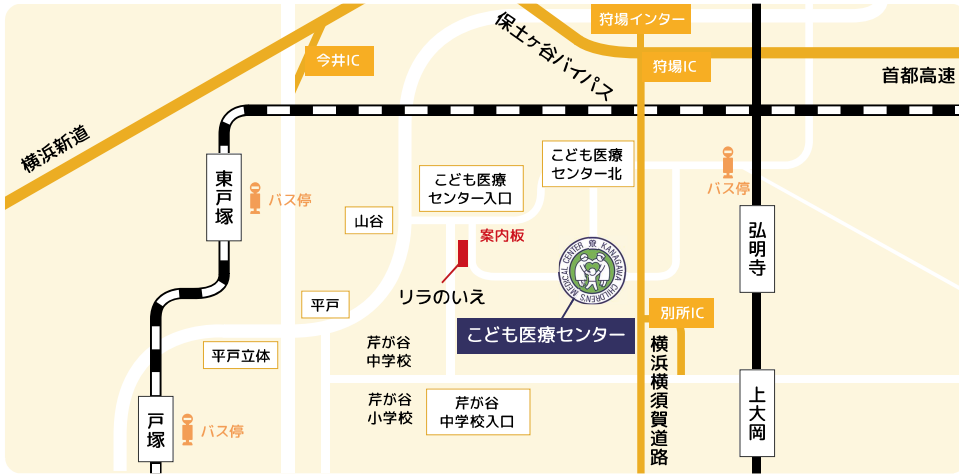 狩場インター
保土ヶ谷バイパス
今井IC
狩場IC
首都高速
横浜新道
こども医療
センター北
バス停
東戸塚
バス停
こども医療
センター入口
山谷
案内板
弘明寺
KANAGAWA CHILDREN'S MEDICAL CENTER
リラのいえ
平戸
別所IC
こども医療センター
平戸立体
芹が谷
中学校
横浜横須賀道路
上大岡
芹が谷
小学校
芹が谷
中学校入口
戸塚
バス停